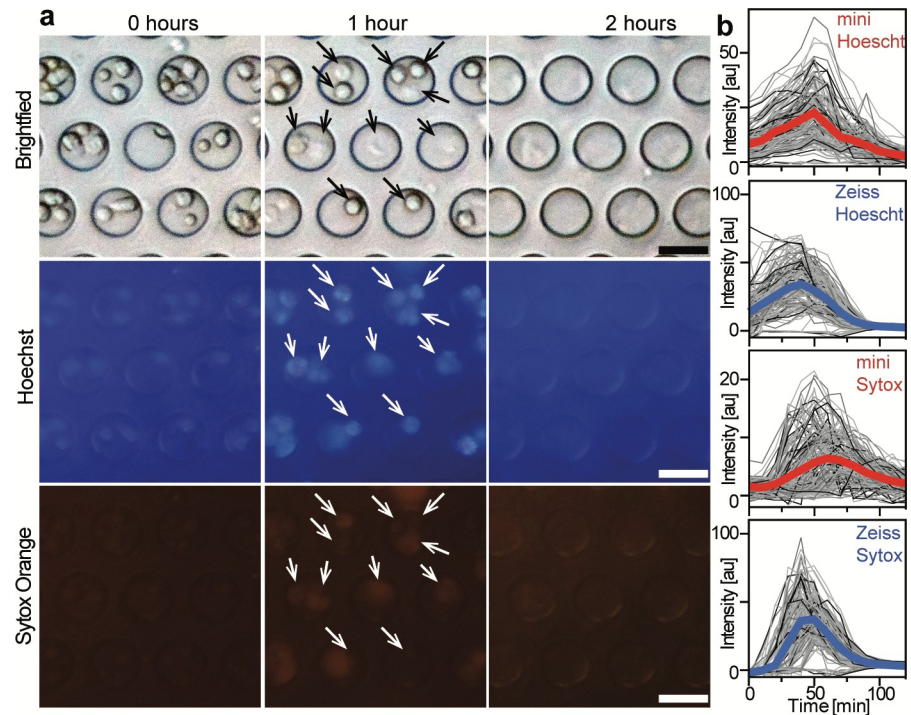 a
0 hours
1 hour
2 hours
Brightfied
Hoechst
Sytox Orange
b
mini
Hoescht
50
0
Intensity [au]
Zeiss
Hoescht
100
0
Intensity [au]
mini
Sytox
20
0
Intensity [au]
Zeiss
Sytox
100
0
Intensity [au]
0
50
100
Time [min]